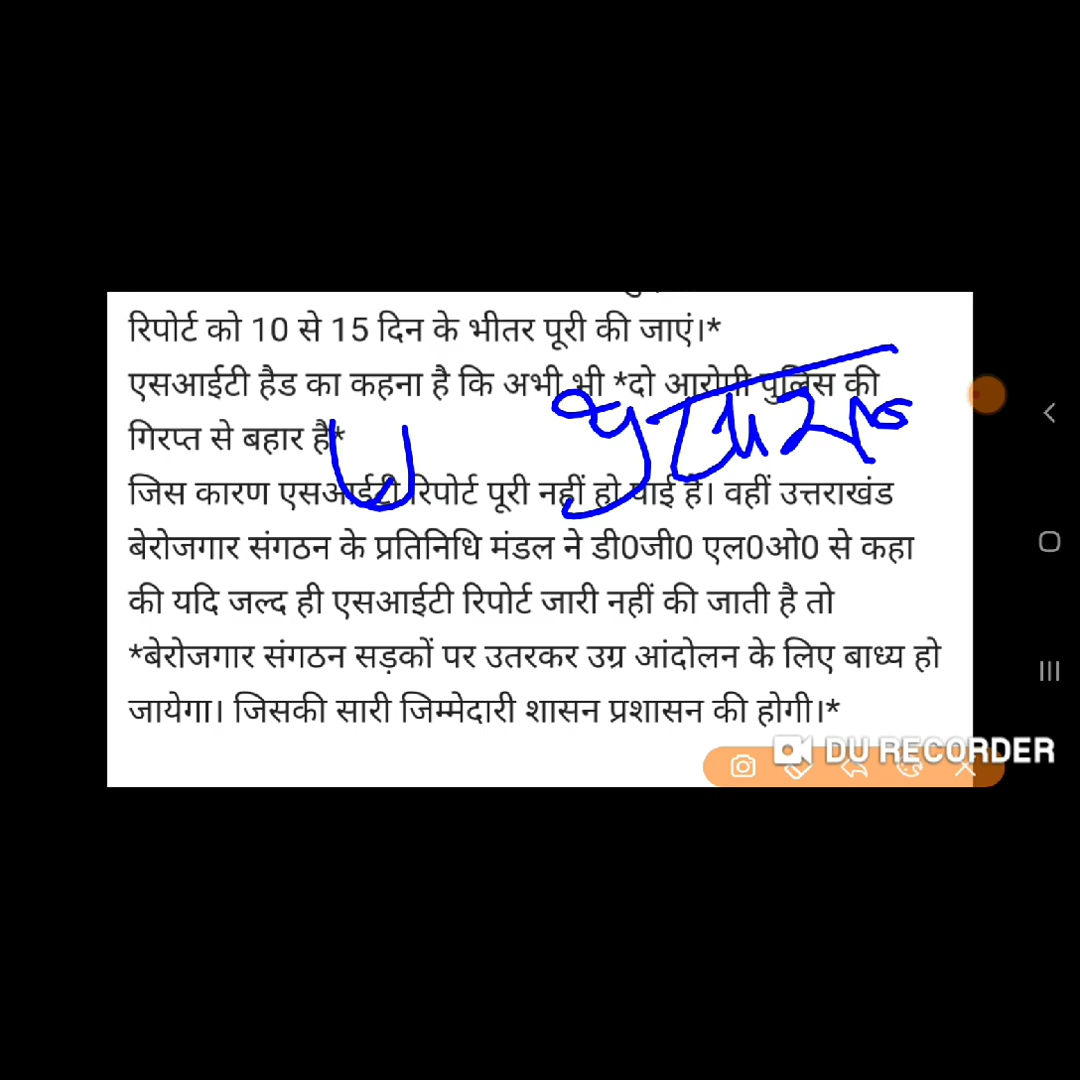 रिपोर्ट को 10 से 15 दिन के भीतर पूरी की जाएं।*
एसआईटी हैड का कहना है कि अभी भी *दो आरोपी पुलिस की
गिरप्त से बहार है*
जिस कारण एसआईटी रिपोर्ट पूरी नहीं हो पाई है। वहीं उत्तराखंड
बेरोजगार संगठन के प्रतिनिधि मंडल ने डी0जी0 एल0ओ0 से कहा
की यदि जल्द ही एसआईटी रिपोर्ट जारी नहीं की जाती है तो
*बेरोजगार संगठन सड़कों पर उतरकर उग्र आंदोलन के लिए बाध्य हो
जायेगा। जिसकी सारी जिम्मेदारी शासन प्रशासन की होगी।*
DU RECORDER